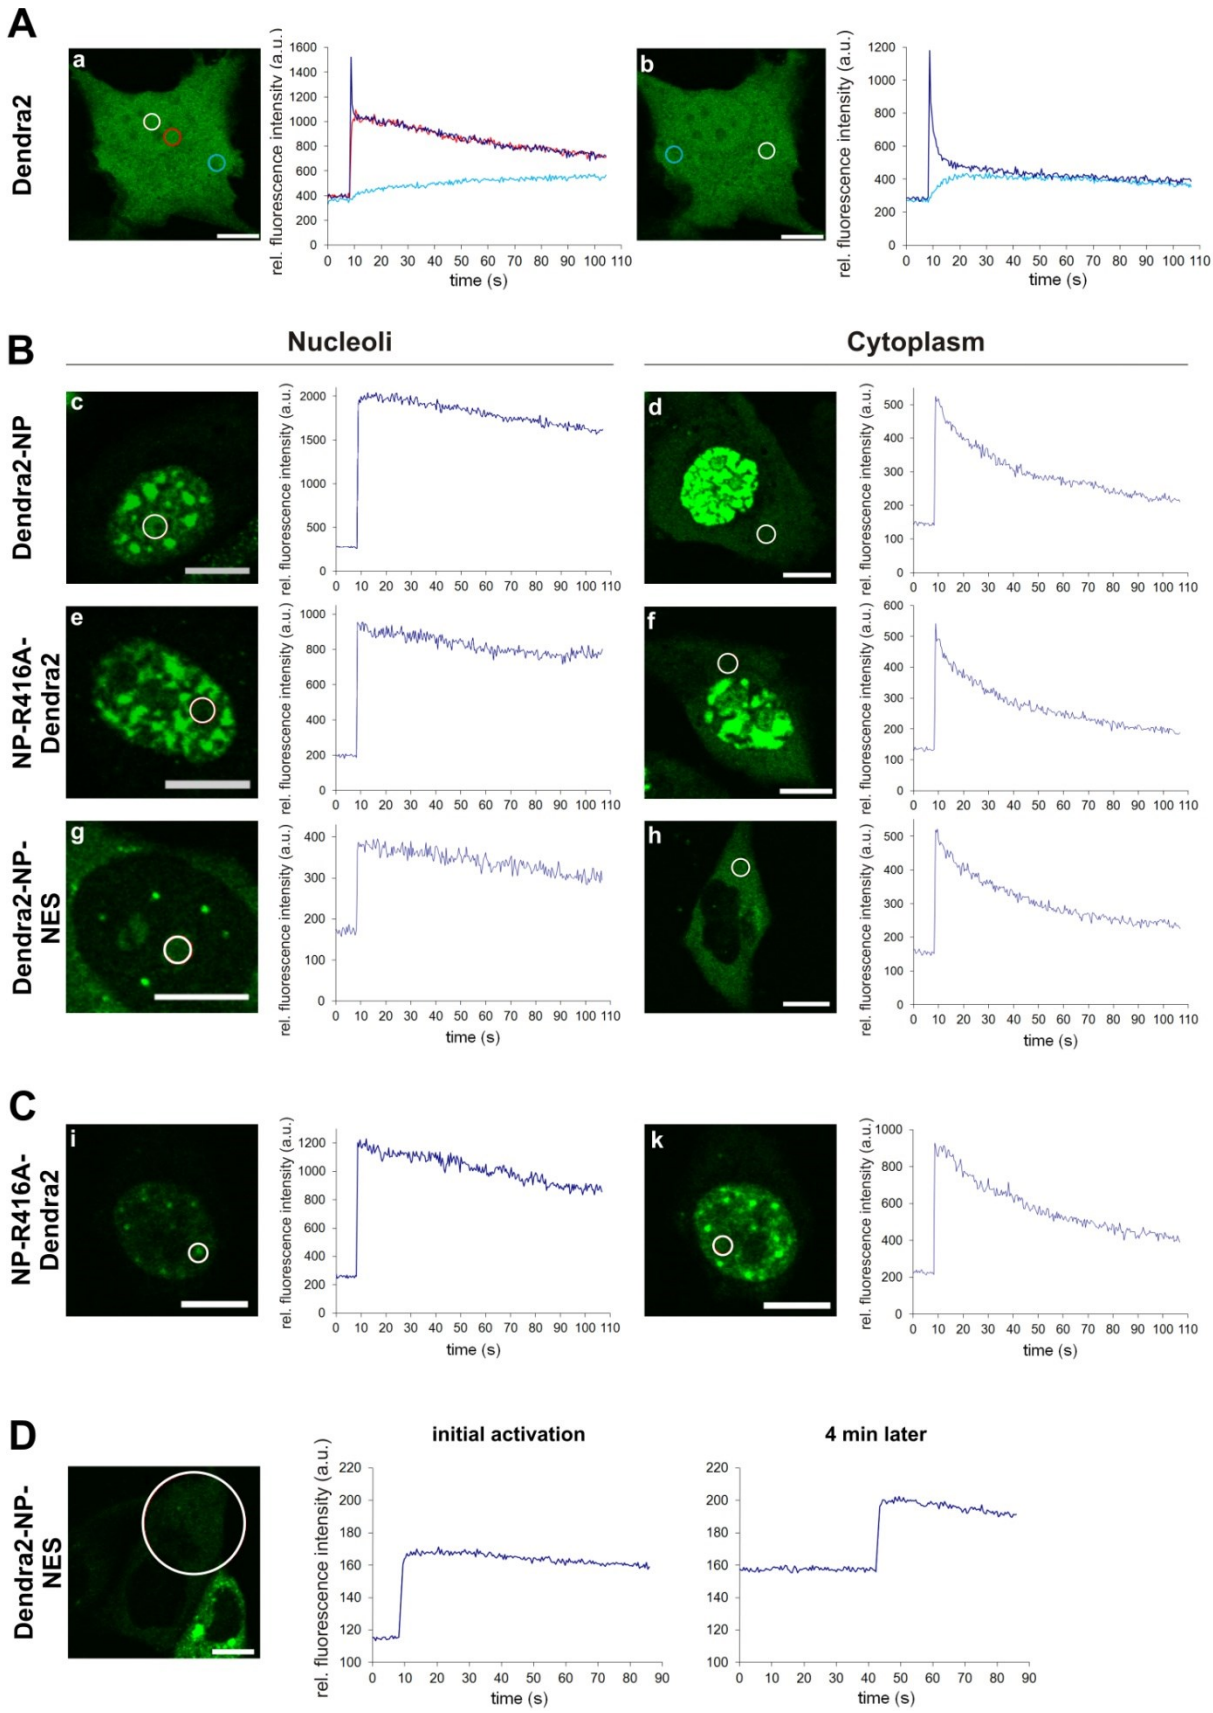 A
Dendra2
a
rel. fluorescence intensity (a.u.)
1600
1400
1200
1000
800
600
400
200
0
0 10 20 30 40 50 60 70 80 90 100 110
time (s)
b
rel. fluorescence intensity (a.u.)
1200
1000
800
600
400
200
0
0 10 20 30 40 50 60 70 80 90 100 110
time (s)
B
Nucleoli
Cytoplasm
Dendra2-NP
c
rel. fluorescence intensity (a.u.)
2000
1500
1000
500
0
0 10 20 30 40 50 60 70 80 90 100 110
d
rel. fluorescence intensity (a.u.)
500
400
300
200
100
0
0 10 20 30 40 50 60 70 80 90 100 110
NP-R416A-
Dendra2
e
rel. fluorescence intensity (a.u.)
1000
800
600
400
200
0
0 10 20 30 40 50 60 70 80 90 100 110
f
rel. fluorescence intensity (a.u.)
600
500
400
300
200
100
0
0 10 20 30 40 50 60 70 80 90 100 110
Dendra2-NP-
NES
g
rel. fluorescence intensity (a.u.)
400
300
200
100
0
0 10 20 30 40 50 60 70 80 90 100 110
time (s)
h
rel. fluorescence intensity (a.u.)
500
400
300
200
100
0
0 10 20 30 40 50 60 70 80 90 100 110
time (s)
C
NP-R416A-
Dendra2
i
rel. fluorescence intensity (a.u.)
1200
1000
800
600
400
200
0
0 10 20 30 40 50 60 70 80 90 100 110
time (s)
k
rel. fluorescence intensity (a.u.)
1000
800
600
400
200
0
0 10 20 30 40 50 60 70 80 90 100 110
time (s)
D
Dendra2-NP-
NES
initial activation
rel. fluorescence intensity (a.u.)
220
200
180
160
140
120
100
0 10 20 30 40 50 60 70 80 90
time (s)
4 min later
220
200
180
160
140
120
100
0 10 20 30 40 50 60 70 80 90
time (s)